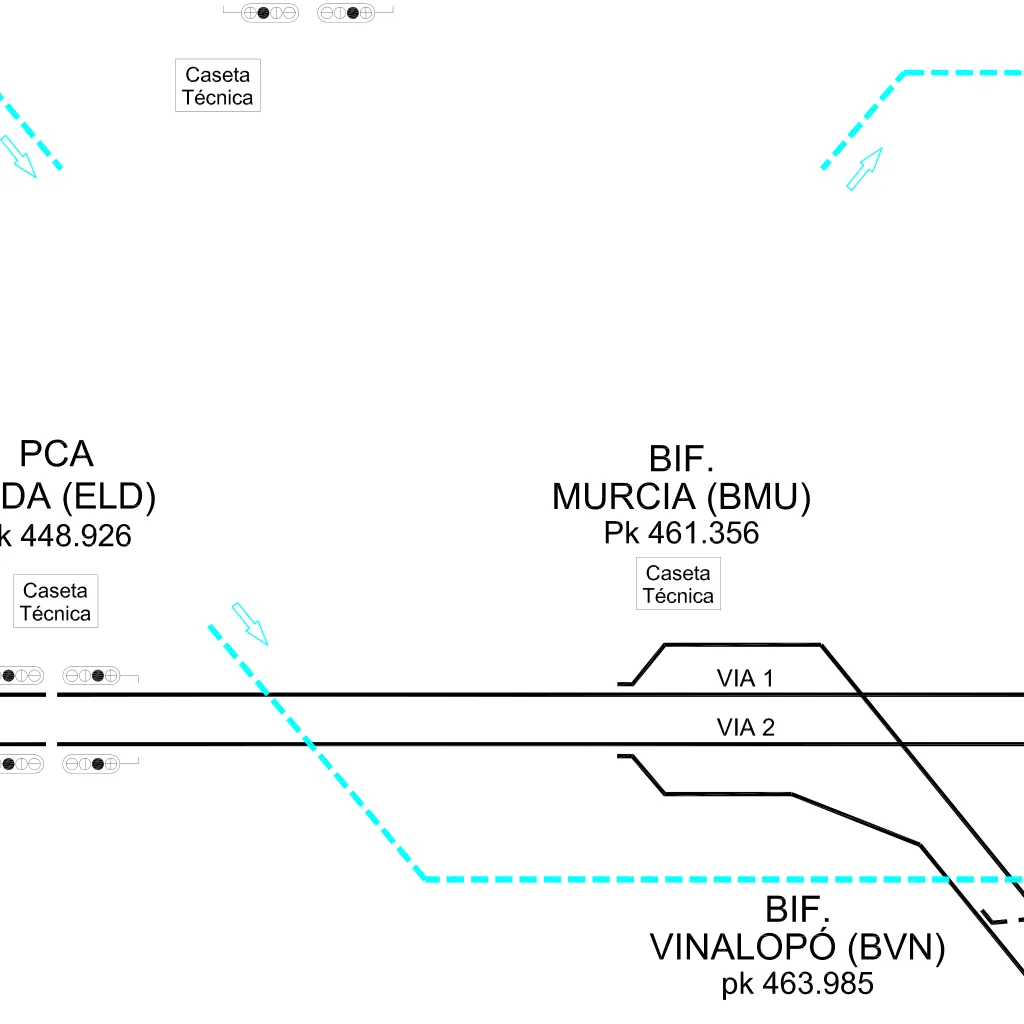 Caseta
Técnica
PCA
DA (ELD)
k 448.926
Caseta
Técnica
BIF.
MURCIA (BMU)
Pk 461.356
Caseta
Técnica
VIA 1
VIA 2
BIF.
VINALOPÓ (BVN)
pk 463.985